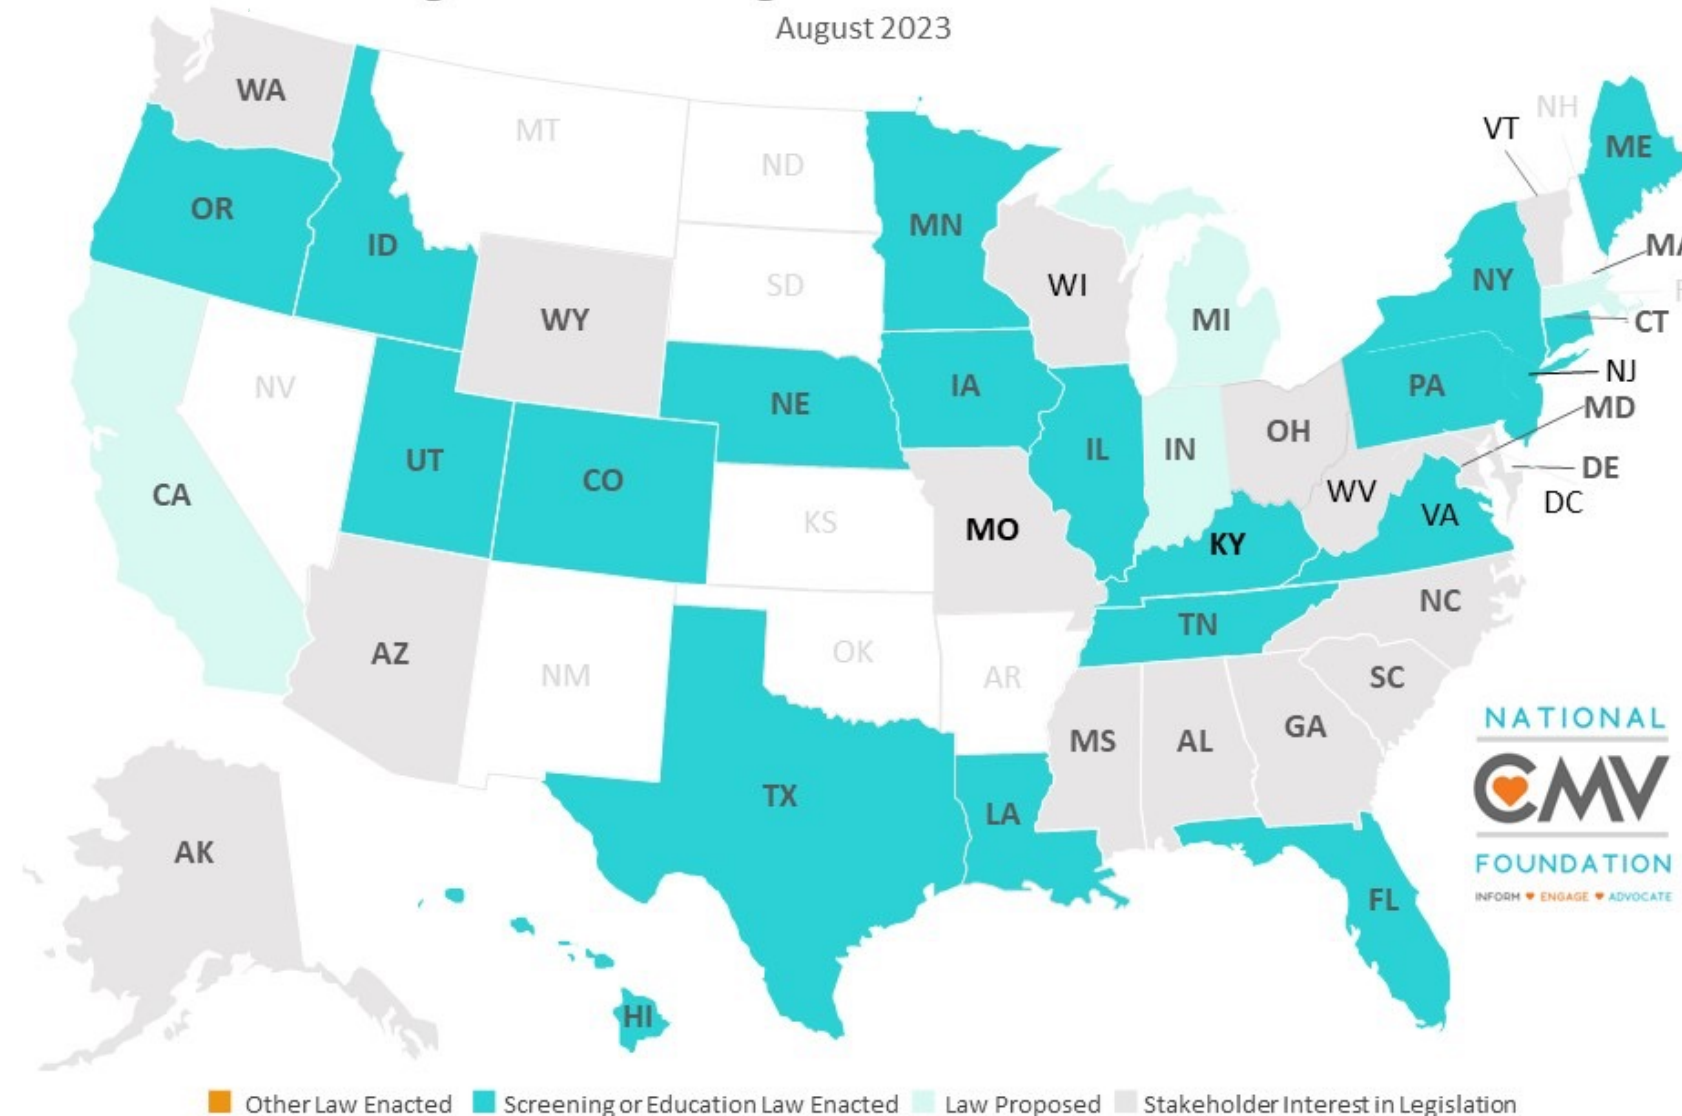 August 2023
WA
MT
ND
MN
VT
NH
ME
OR
ID
SD
WI
MI
NY
MA
CT
WY
NV
NE
IA
PA
NJ
MD
UT
CO
IL
IN
OH
DE
CA
KS
MO
WV
VA
DC
KY
AZ
NM
OK
AR
TN
NC
SC
MS
AL
GA
TX
LA
AK
FL
HI
NATIONAL
CMV
FOUNDATION
INFORM ENGAGE ADVOCATE
Other Law Enacted Screening or Education Law Enacted Law Proposed Stakeholder Interest in Legislation